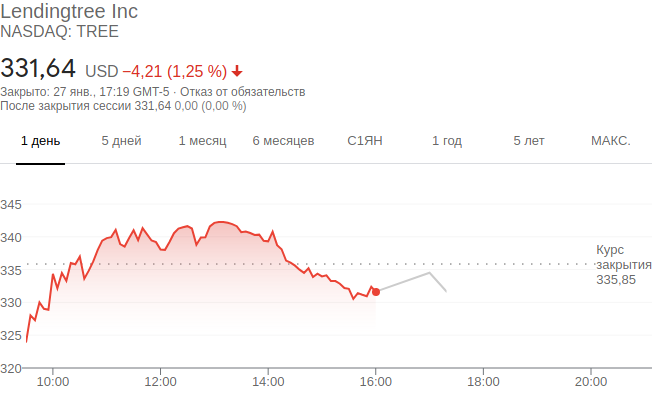 Lendingtree Inc
NASDAQ: TREE
331,64 USD −4,21 (1,25 %)
Закрыто: 27 янв., 17:19 GMT-5 · Отказ от обязательств
После закрытия сессии 331,64 0,00 (0,00 %)
1 день 5 дней 1 месяц 6 месяцев С1ЯН 1 год 5 лет МАКС.
345
340
Курс
335 закрытия
335,85
330
325
320
10:00 12:00 14:00 16:00 18:00 20:00